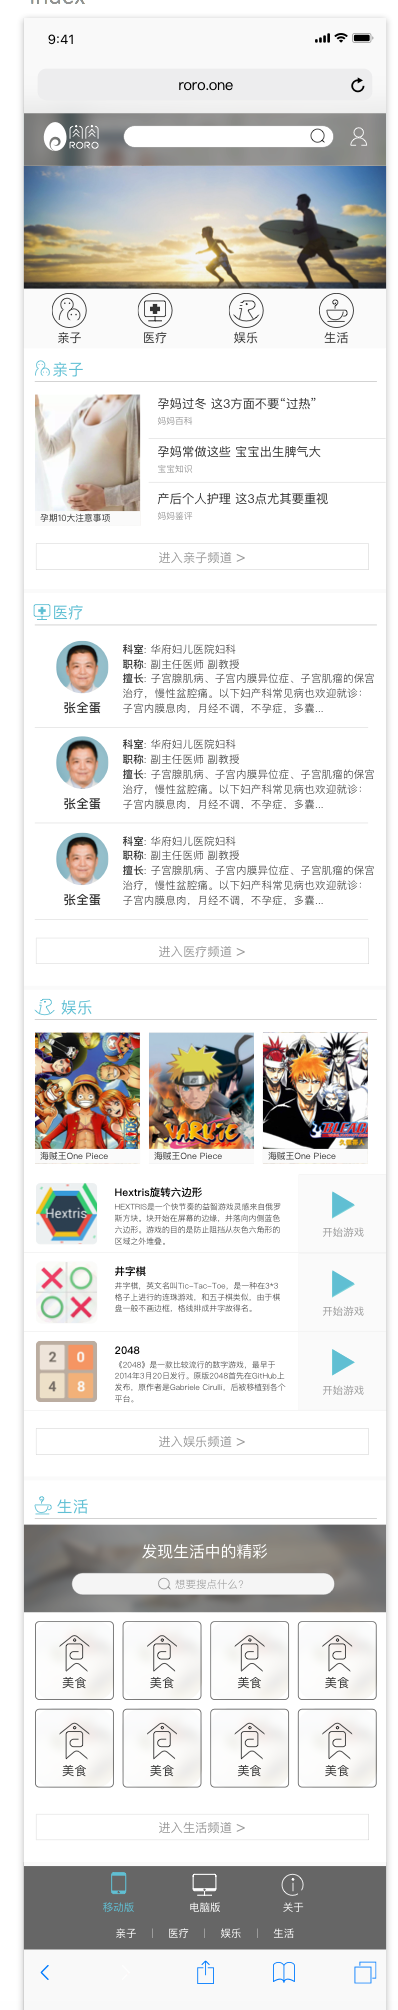 Index
9:41
roro.one
肉肉
RORO
亲子
医疗
娱乐
生活
亲子
孕期10大注意事项
孕妈过冬 这3方面不要“过热”
妈妈百科
孕妈常做这些 宝宝出生脾气大
宝宝知识
产后个人护理 这3点尤其要重视
妈妈鉴评
进入亲子频道 >
医疗
张全蛋
科室: 华府妇儿医院妇科
职称: 副主任医师 副教授
擅长: 子宫腺肌病、子宫内膜异位症、子宫肌瘤的保宫
治疗，慢性盆腔痛。以下妇产科常见病也欢迎就诊：
子宫内膜息肉，月经不调，不孕症，多囊...
张全蛋
科室: 华府妇儿医院妇科
职称: 副主任医师 副教授
擅长: 子宫腺肌病、子宫内膜异位症、子宫肌瘤的保宫
治疗，慢性盆腔痛。以下妇产科常见病也欢迎就诊：
子宫内膜息肉，月经不调，不孕症，多囊...
张全蛋
科室: 华府妇儿医院妇科
职称: 副主任医师 副教授
擅长: 子宫腺肌病、子宫内膜异位症、子宫肌瘤的保宫
治疗，慢性盆腔痛。以下妇产科常见病也欢迎就诊：
子宫内膜息肉，月经不调，不孕症，多囊...
进入医疗频道 >
娱乐
NARUTO
BLEACH
海贼王One Piece
海贼王One Piece
海贼王One Piece
Hextris
Hextris旋转六边形
HEXTRIS是一个快节奏的益智游戏灵感来自俄罗
斯方块。块开始在屏幕的边缘，并落向内侧蓝色
六边形。游戏的目的是防止阻挡从灰色六角形的
区域之外堆叠。
开始游戏
井字棋
井字棋，英文名叫Tic-Tac-Toe，是一种在3*3
格子上进行的连珠游戏，和五子棋类似，由于棋
盘一般不画边框，格线排成井字故得名。
开始游戏
2 0
4 8
2048
《2048》是一款比较流行的数字游戏，最早于
2014年3月20日发行。原版2048首先在GitHub上
发布，原作者是Gabriele Cirulli，后被移植到各个
平台。
开始游戏
进入娱乐频道 >
生活
发现生活中的精彩
想要搜点什么?
美食
美食
美食
美食
美食
美食
美食
美食
进入生活频道 >
移动版
电脑版
关于
亲子 | 医疗 | 娱乐 | 生活